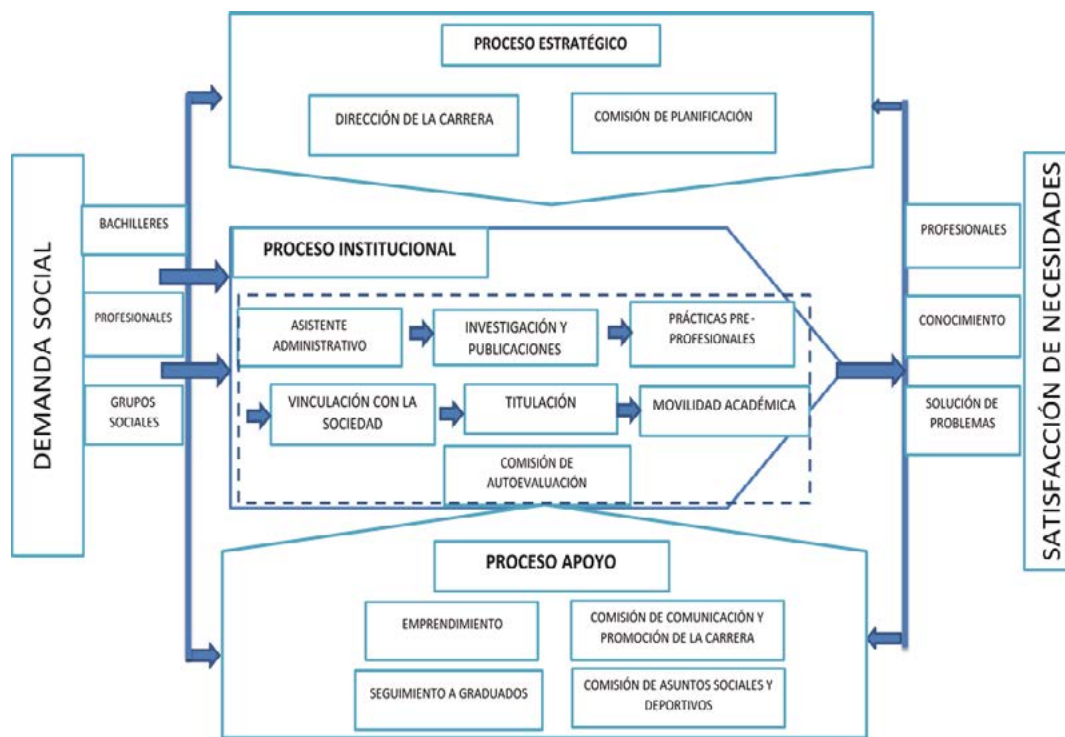 PROCESO ESTRATÉGICO
DIRECCIÓN DE LA CARRERA
COMISIÓN DE PLANIFICACIÓN
DEMANDA SOCIAL
BACHILLERES
PROFESIONALES
GRUPOS
SOCIALES
PROCESO INSTITUCIONAL
ASISTENTE
ADMINISTRATIVO
INVESTIGACIÓN Y
PUBLICACIONES
PRÁCTICAS PRE-
PROFESIONALES
VINCULACIÓN CON LA
SOCIEDAD
TITULACIÓN
MOVILIDAD ACADÉMICA
COMISIÓN DE
AUTOEVALUACIÓN
PROFESIONALES
CONOCIMIENTO
SOLUCIÓN DE
PROBLEMAS
SATISFACCIÓN DE NECESIDADES
PROCESO APOYO
EMPRENDIMIENTO
COMISIÓN DE COMUNICACIÓN Y
PROMOCIÓN DE LA CARRERA
SEGUIMIENTO A GRADUADOS
COMISIÓN DE ASUNTOS SOCIALES Y
DEPORTIVOS